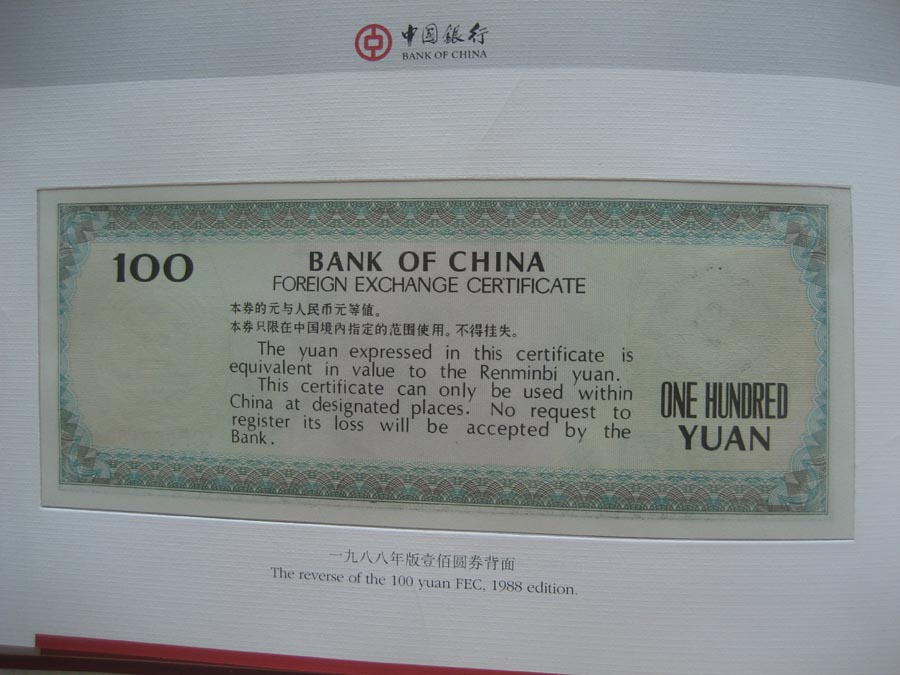 中国银行
BANK OF CHINA
100
BANK OF CHINA
FOREIGN EXCHANGE CERTIFICATE
本券的元与人民币元等值。
本券只限在中国境内指定的范围使用。不得挂失。
The yuan expressed in this certificate is
equivalent in value to the Renminbi yuan.
This certificate can only be used within
China at designated places. No request to
register its loss will be accepted by the
Bank.
ONE HUNDRED
YUAN
一九八八年版壹佰圆券背面
The reverse of the 100 yuan FEC, 1988 edition.